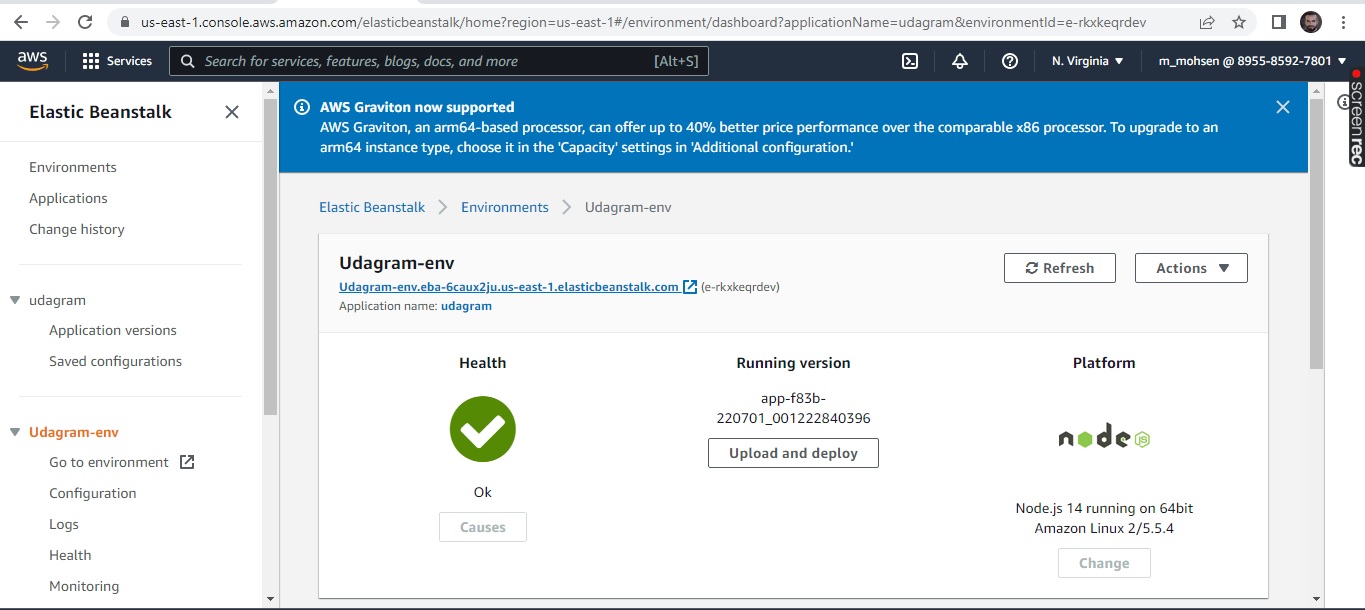 us-east-1.console.aws.amazon.com/elasticbeanstalk/home?region=us-east-1#/environment/dashboard?applicationName=udagram&environmentId=e-rkxkeqrdev
aws
Services
Search for services, features, blogs, docs, and more
[Alt+S]
N. Virginia
m_mohsen @ 8955-8592-7801
screenrec
Elastic Beanstalk
Environments
Applications
Change history
udagram
Application versions
Saved configurations
Udagram-env
Go to environment
Configuration
Logs
Health
Monitoring
AWS Graviton now supported
AWS Graviton, an arm64-based processor, can offer up to 40% better price performance over the comparable x86 processor. To upgrade to an
arm64 instance type, choose it in the 'Capacity' settings in 'Additional configuration.'
Elastic Beanstalk
Environments
Udagram-env
Udagram-env
Udagram-env.eba-6caux2ju.us-east-1.elasticbeanstalk.com (e-rkxkeqrdev)
Application name: udagram
Refresh
Actions
Health
Ok
Causes
Running version
app-f83b-
220701_001222840396
Upload and deploy
Platform
node JS
Node.js 14 running on 64bit
Amazon Linux 2/5.5.4
Change